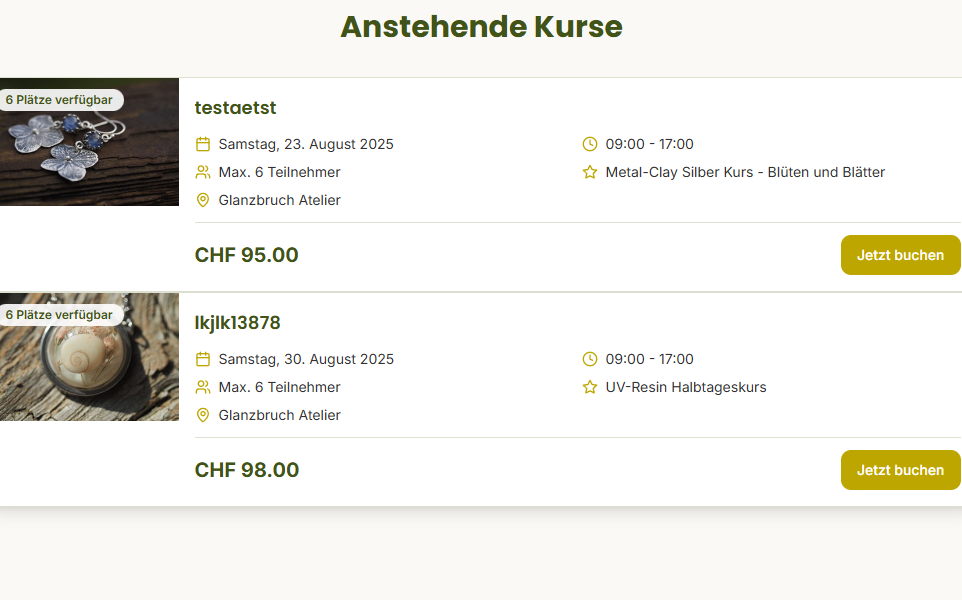 Anstehende Kurse
6 Plätze verfügbar
testaetst
Samstag, 23. August 2025
09:00 - 17:00
Max. 6 Teilnehmer
Metal-Clay Silber Kurs - Blüten und Blätter
Glanzbruch Atelier
CHF 95.00
Jetzt buchen
6 Plätze verfügbar
lkjlk13878
Samstag, 30. August 2025
09:00 - 17:00
Max. 6 Teilnehmer
UV-Resin Halbtageskurs
Glanzbruch Atelier
CHF 98.00
Jetzt buchen